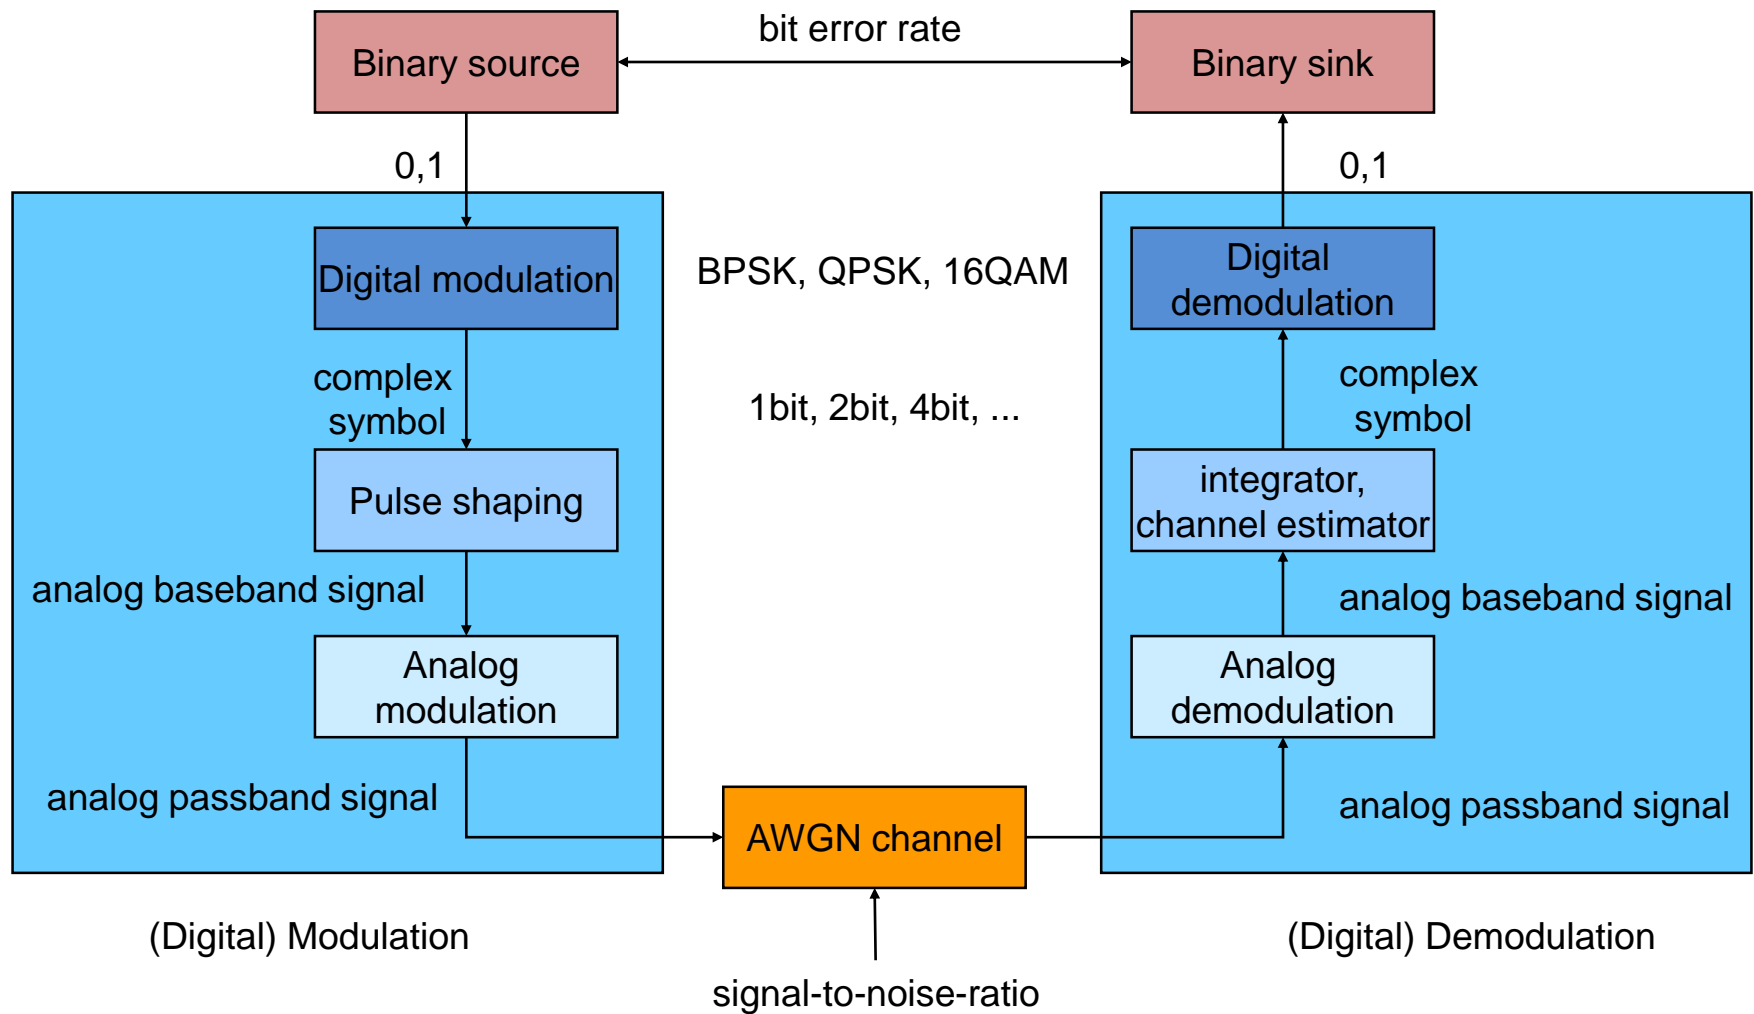 bit error rate
Binary source
Binary sink
0,1
0,1
Digital modulation
BPSK, QPSK, 16QAM
Digital
demodulation
complex
symbol
1bit, 2bit, 4bit, ...
complex
symbol
Pulse shaping
integrator,
channel estimator
analog baseband signal
analog baseband signal
Analog
modulation
Analog
demodulation
analog passband signal
analog passband signal
AWGN channel
(Digital) Modulation
(Digital) Demodulation
signal-to-noise-ratio